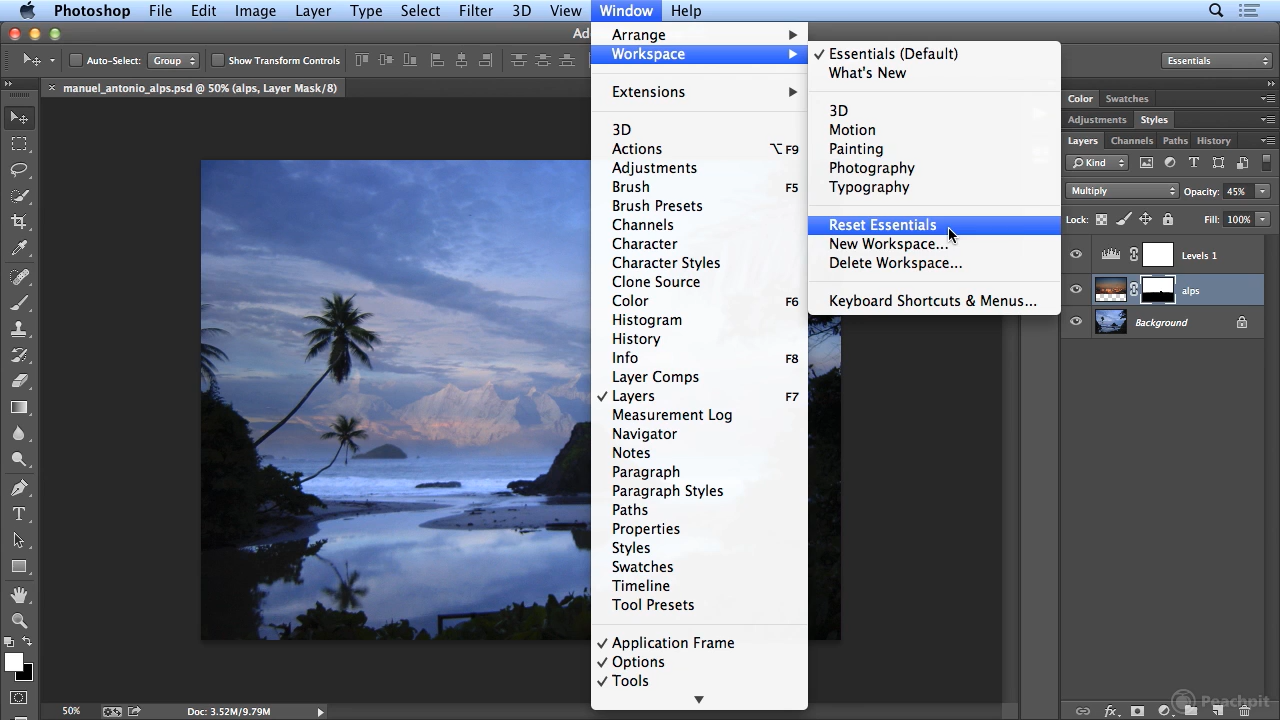 Photoshop File Edit Image Layer Type Select Filter 3D View Window Help
Ad
Auto-Select: Group Show Transform Controls Essentials
manuel_antonio_alps.psd @ 50% (alps, Layer Mask/8)
Arrange
Workspace
Extensions
3D
Actions ⌥F9
Adjustments
Brush F5
Brush Presets
Channels
Character
Character Styles
Clone Source
Color F6
Histogram
History
Info F8
Layer Comps
✓ Layers F7
Measurement Log
Navigator
Notes
Paragraph
Paragraph Styles
Paths
Properties
Styles
Swatches
Timeline
Tool Presets
✓ Application Frame
✓ Options
✓ Tools
✓ Essentials (Default)
What's New
3D
Motion
Painting
Photography
Typography
Reset Essentials
New Workspace...
Delete Workspace...
Keyboard Shortcuts & Menus...
Color Swatches
Adjustments Styles
Layers Channels Paths History
Kind
Multiply Opacity: 45%
Lock: Fill: 100%
Levels 1
alps
Background
50% Doc: 3.52M/9.79M
Peachpit